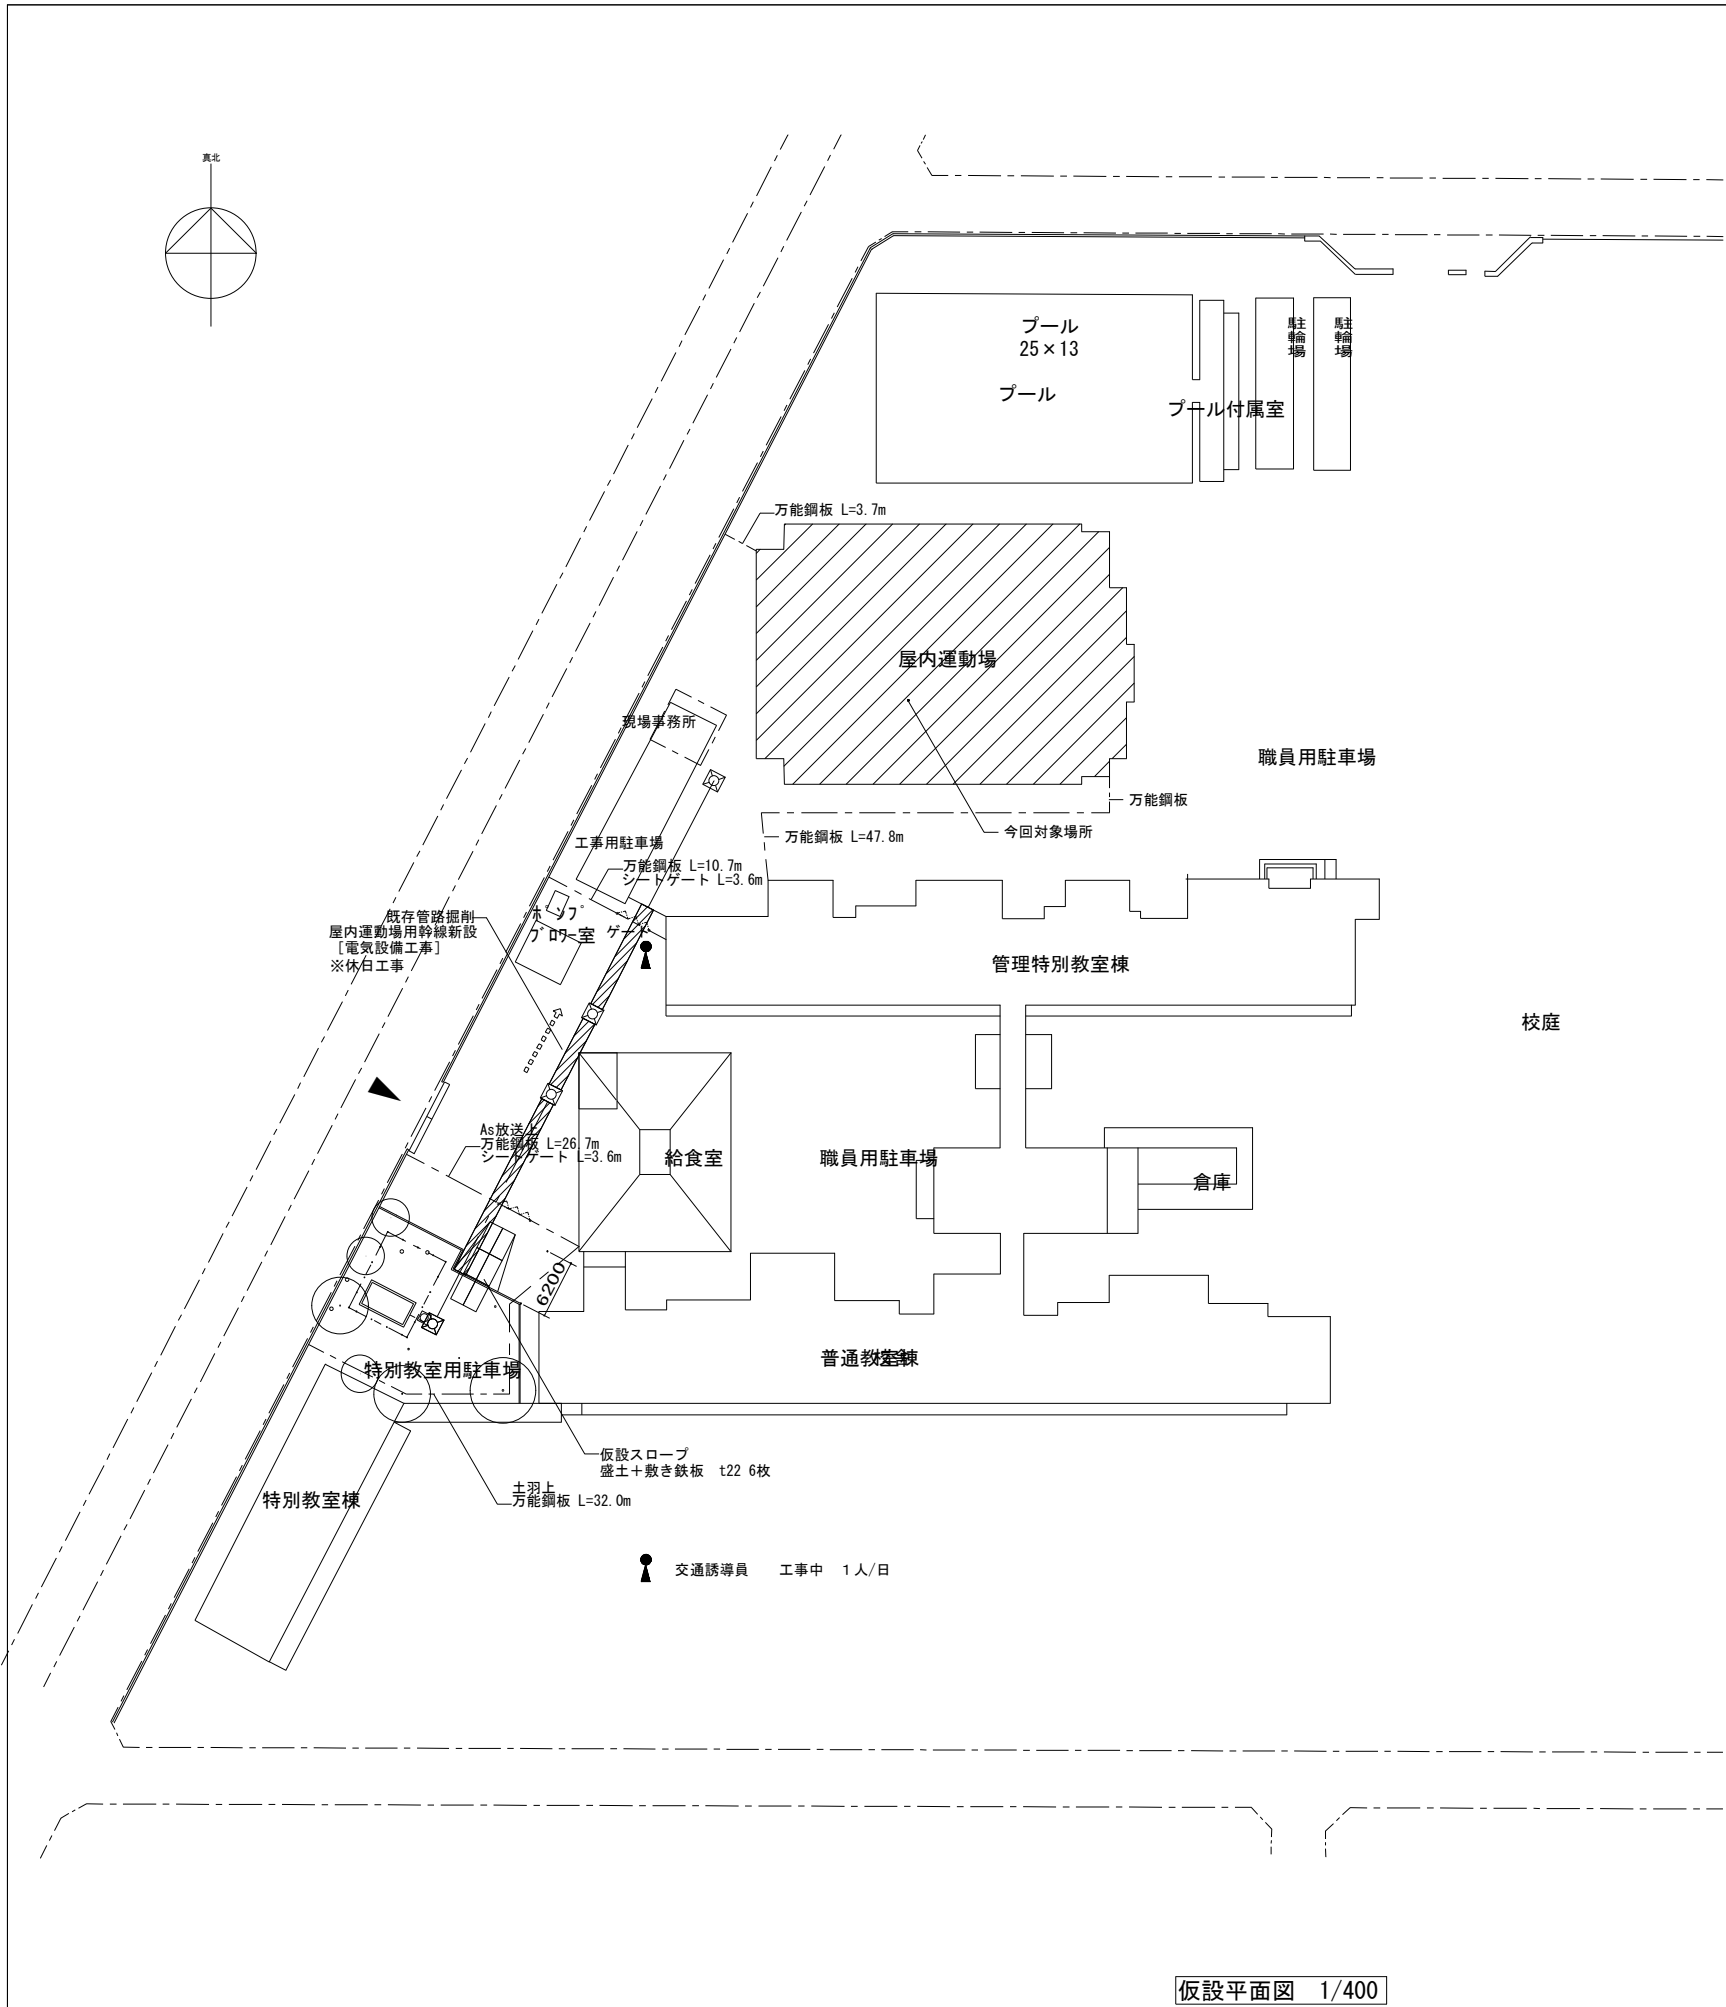 真北
プール
25×13
プール
プール付属室
駐輪場
駐輪場
万能鋼板 L=3.7m
屋内運動場
現場事務所
職員用駐車場
万能鋼板
今回対象場所
万能鋼板 L=47.8m
工事用駐車場
万能鋼板 L=10.7m
シートゲート L=3.6m
既存管路掘削
屋内運動場用幹線新設
[電気設備工事]
※休日工事
ﾎﾟﾝﾌﾟ
ﾌﾞﾛﾜｰ室
ゲート
管理特別教室棟
校庭
As放送上
万能鋼板 L=26.7m
シートゲート L=3.6m
給食室
職員用駐車場
倉庫
6200
特別教室用駐車場
普通教室棟
仮設スロープ
盛土＋敷き鉄板 t22 6枚
土羽上
万能鋼板 L=32.0m
特別教室棟
交通誘導員 工事中 1人/日
仮設平面図 1/400